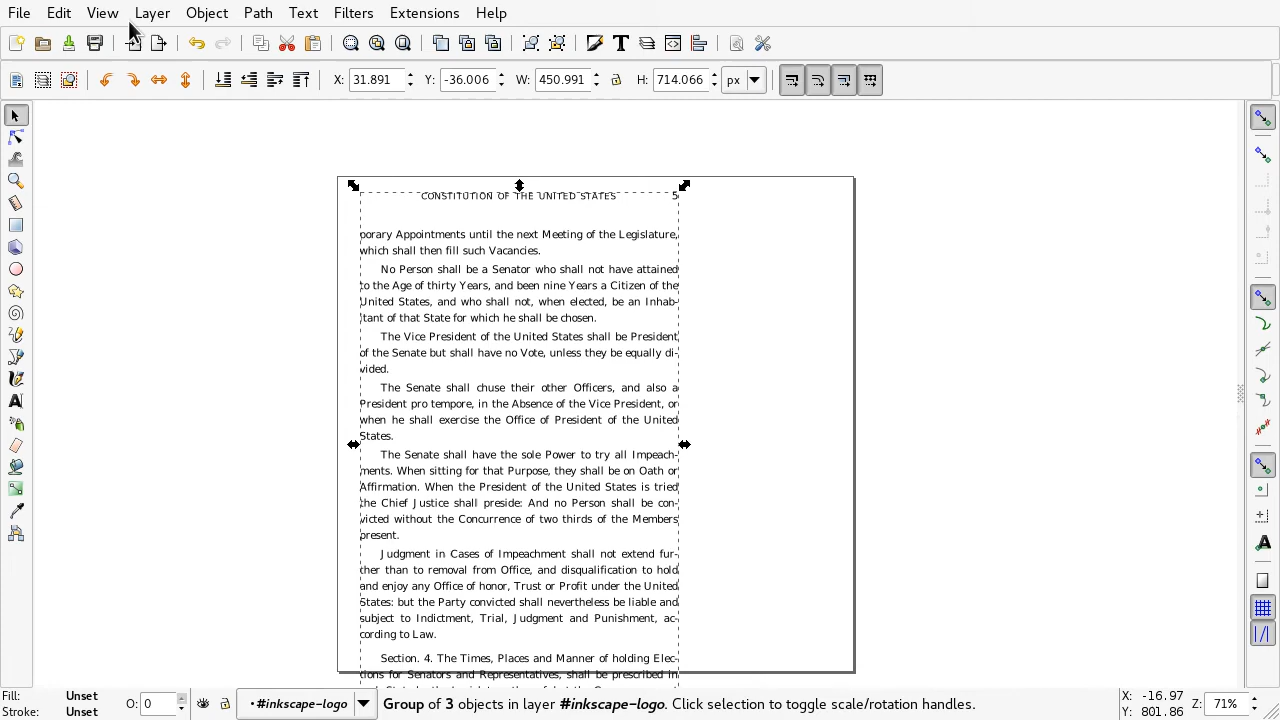 File Edit View Layer Object Path Text Filters Extensions Help
X: 31.891 Y: -36.006 W: 450.991 H: 714.066 px
CONSTITUTION OF THE UNITED STATES 5
porary Appointments until the next Meeting of the Legislature,
which shall then fill such Vacancies.
No Person shall be a Senator who shall not have attained
to the Age of thirty Years, and been nine Years a Citizen of the
United States, and who shall not, when elected, be an Inhab-
itant of that State for which he shall be chosen.
The Vice President of the United States shall be President
of the Senate but shall have no Vote, unless they be equally di-
vided.
The Senate shall chuse their other Officers, and also a
President pro tempore, in the Absence of the Vice President, or
when he shall exercise the Office of President of the United
States.
The Senate shall have the sole Power to try all Impeach-
ments. When sitting for that Purpose, they shall be on Oath or
Affirmation. When the President of the United States is tried
the Chief Justice shall preside: And no Person shall be con-
victed without the Concurrence of two thirds of the Members
present.
Judgment in Cases of Impeachment shall not extend fur-
ther than to removal from Office, and disqualification to hold
and enjoy any Office of honor, Trust or Profit under the United
States: but the Party convicted shall nevertheless be liable and
subject to Indictment, Trial, Judgment and Punishment, ac-
cording to Law.
Section. 4. The Times, Places and Manner of holding Elec-
tions for Senators and Representatives, shall be prescribed in
Fill: Unset
Stroke: Unset
O: 0
•#inkscape-logo
Group of 3 objects in layer #inkscape-logo. Click selection to toggle scale/rotation handles.
X: -16.97
Y: 801.86
Z: 71%